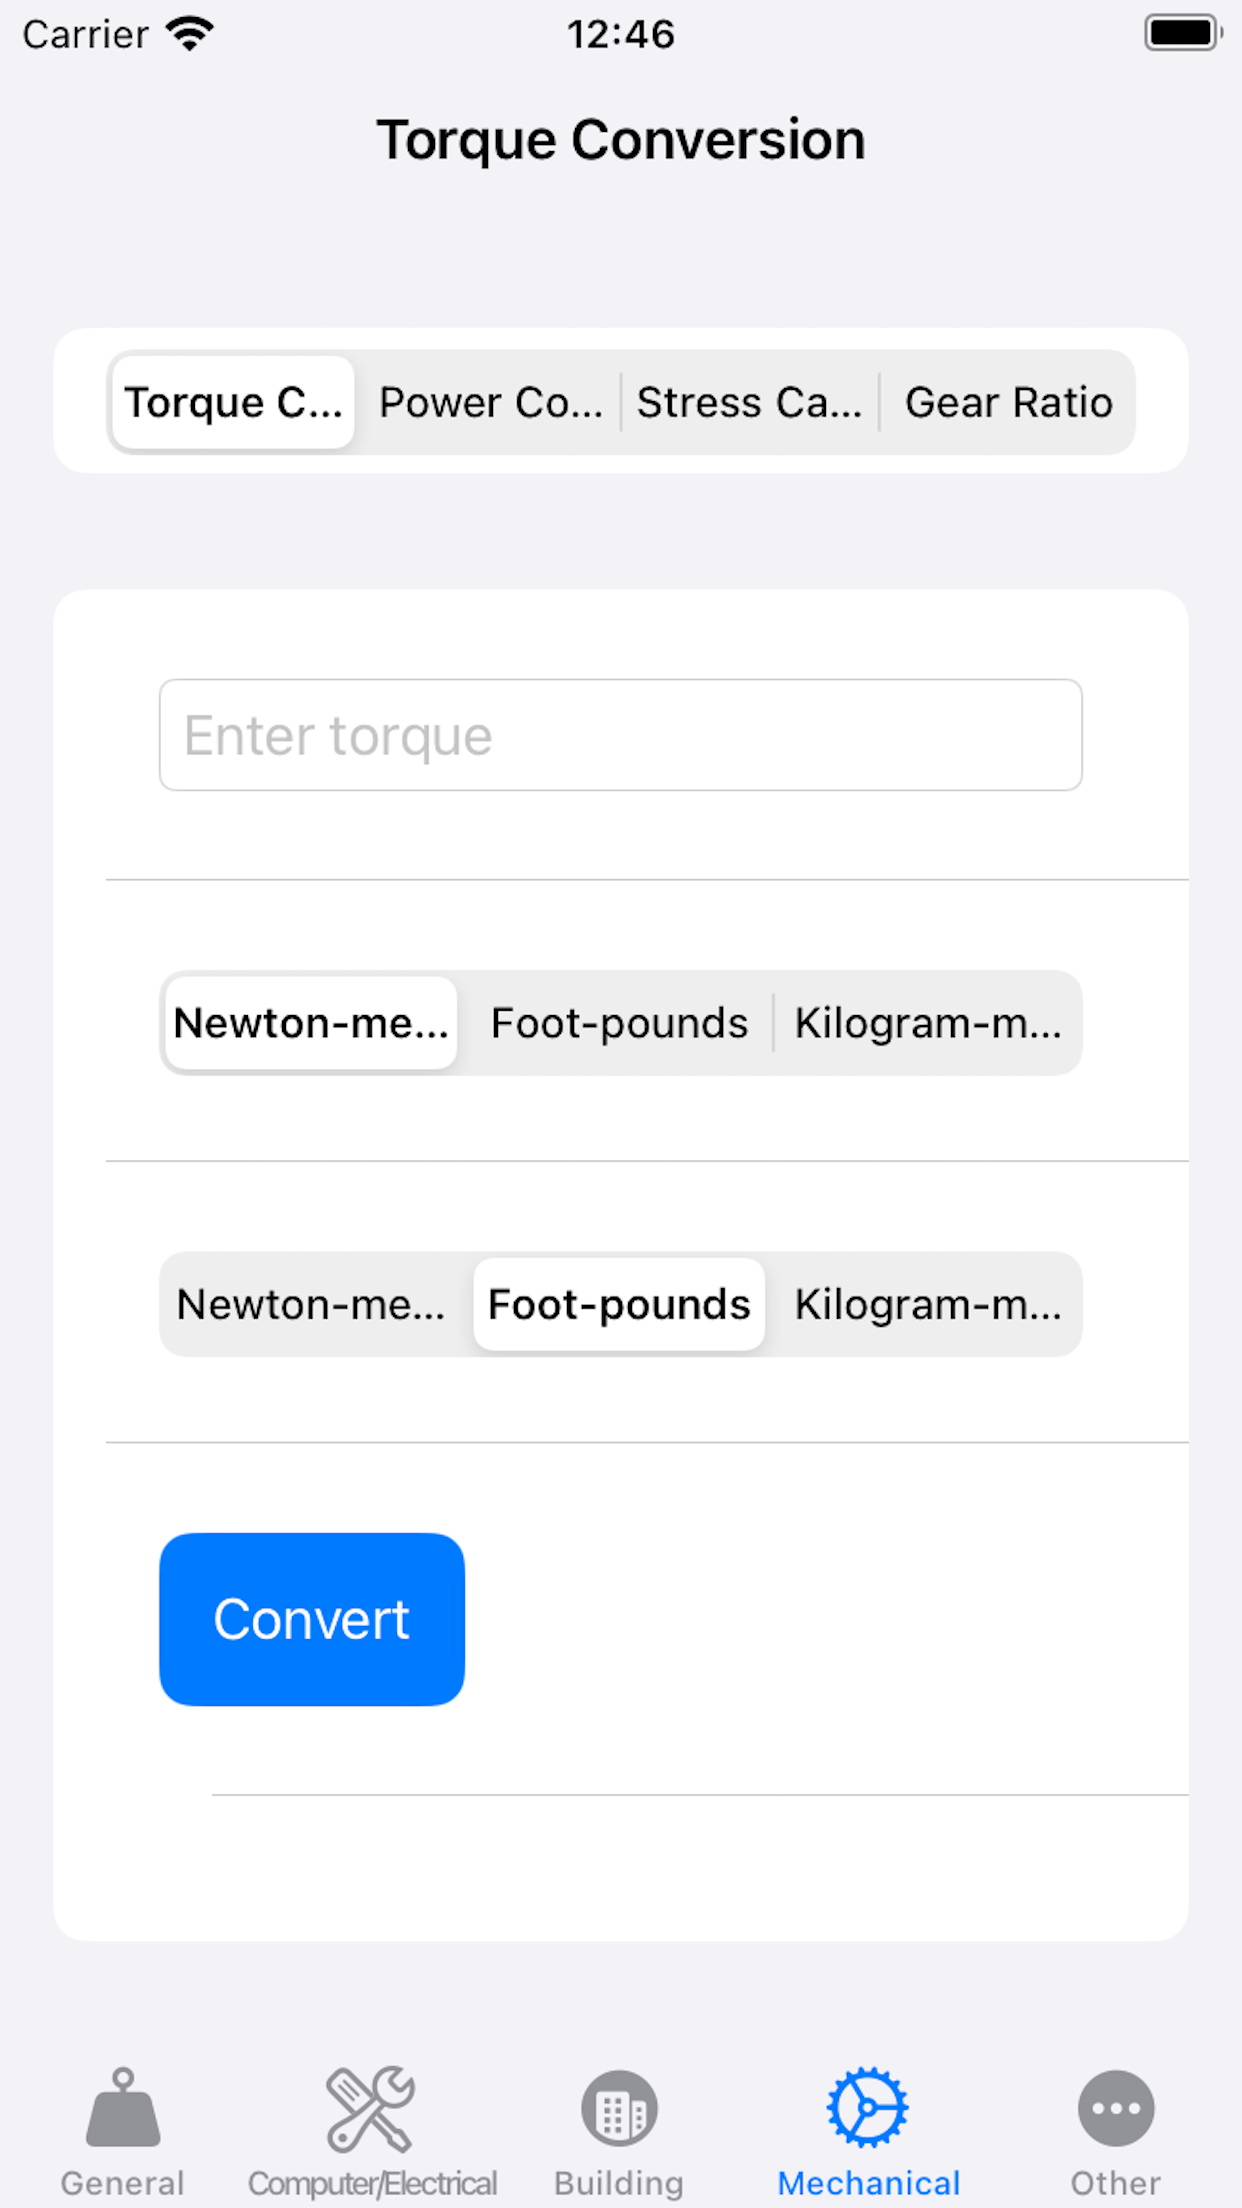 Carrier 12:46
Torque Conversion
Torque C... Power Co... Stress Ca... Gear Ratio
Enter torque
Newton-me... Foot-pounds Kilogram-m...
Newton-me... Foot-pounds Kilogram-m...
Convert
General Computer/Electrical Building Mechanical Other